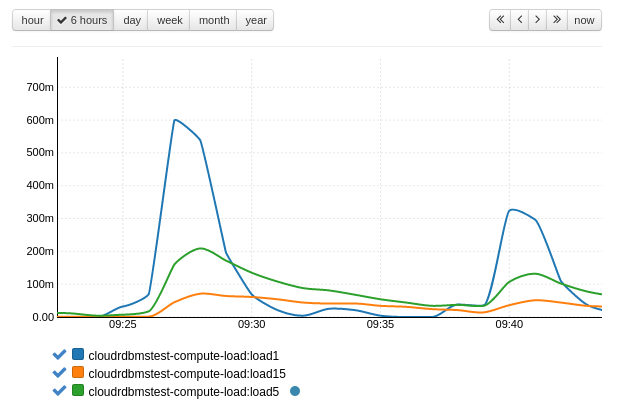 hour 6 hours day week month year now
700m
600m
500m
400m
300m
200m
100m
0.00
09:25 09:30 09:35 09:40
cloudrdbmstest-compute-load:load1
cloudrdbmstest-compute-load:load15
cloudrdbmstest-compute-load:load5